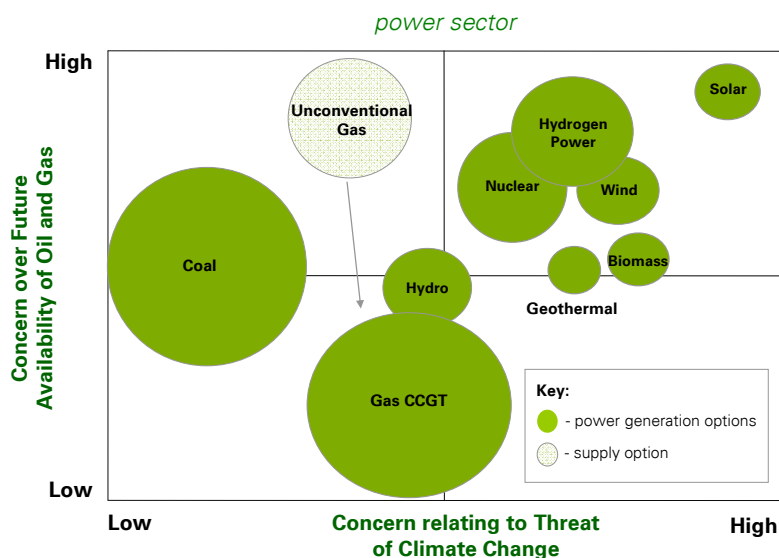 power sector
High
Concern over Future
Availability of Oil and Gas
Unconventional
Gas
Solar
Hydrogen
Power
Nuclear
Wind
Coal
Biomass
Hydro
Geothermal
Gas CCGT
Key:
- power generation options
- supply option
Low
Low
Concern relating to Threat
of Climate Change
High